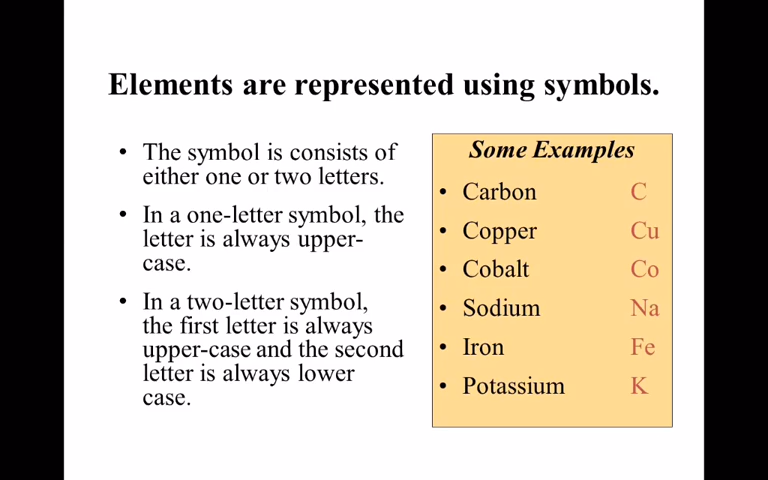 Elements are represented using symbols.
• The symbol is consists of
either one or two letters.
• In a one-letter symbol, the
letter is always upper-
case.
• In a two-letter symbol,
the first letter is always
upper-case and the second
letter is always lower
case.
Some Examples
• Carbon C
• Copper Cu
• Cobalt Co
• Sodium Na
• Iron Fe
• Potassium K